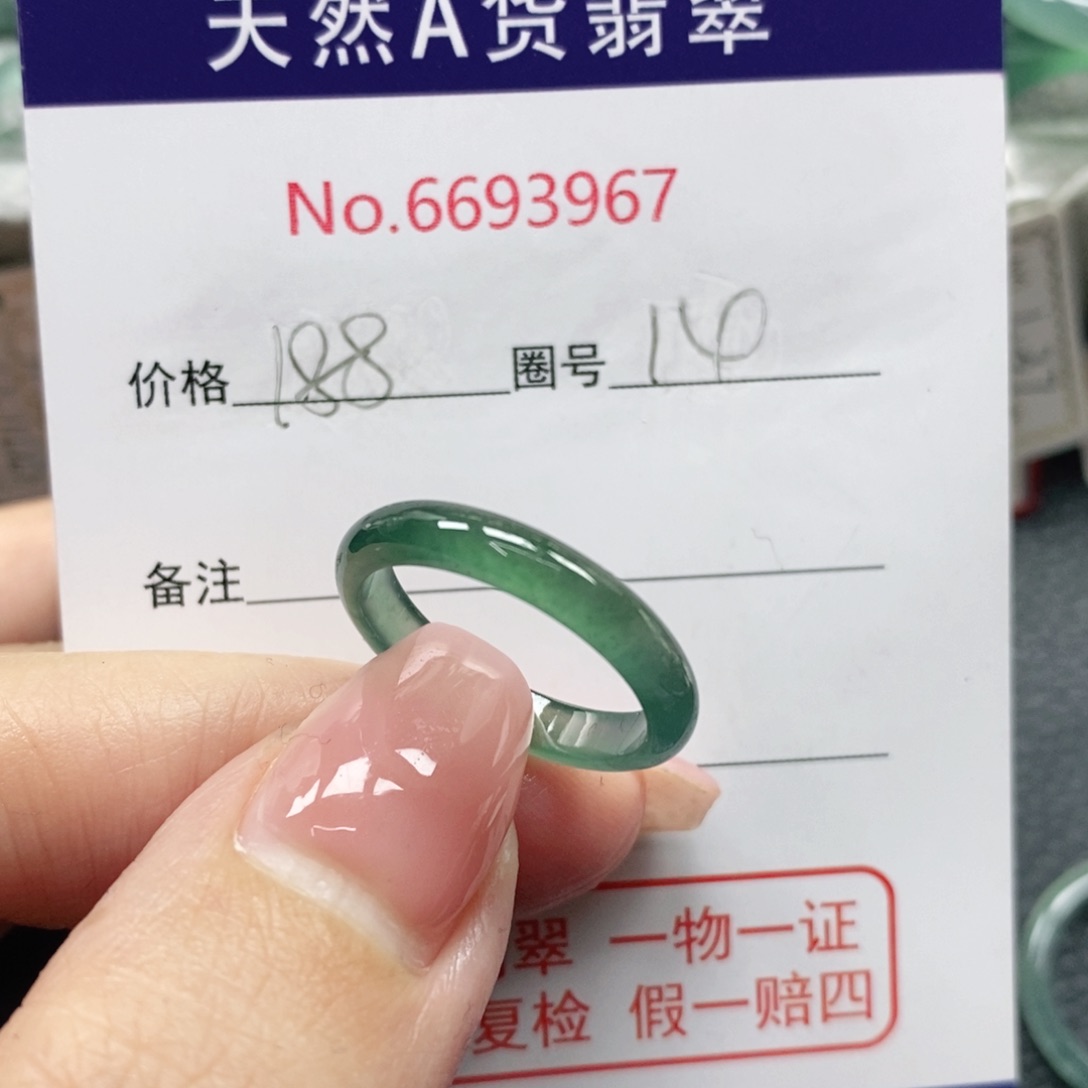 天然A货翡翠
No.6693967
价格 188 圈号 14
备注
翠 一物一证
复检 假一赔四